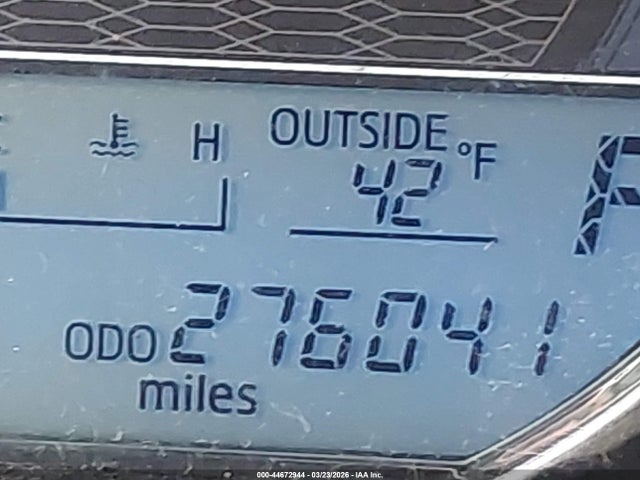 H OUTSIDE
42 °F
ODO 276041
miles
000-44672944 - 03/23/2026 - IAA Inc.